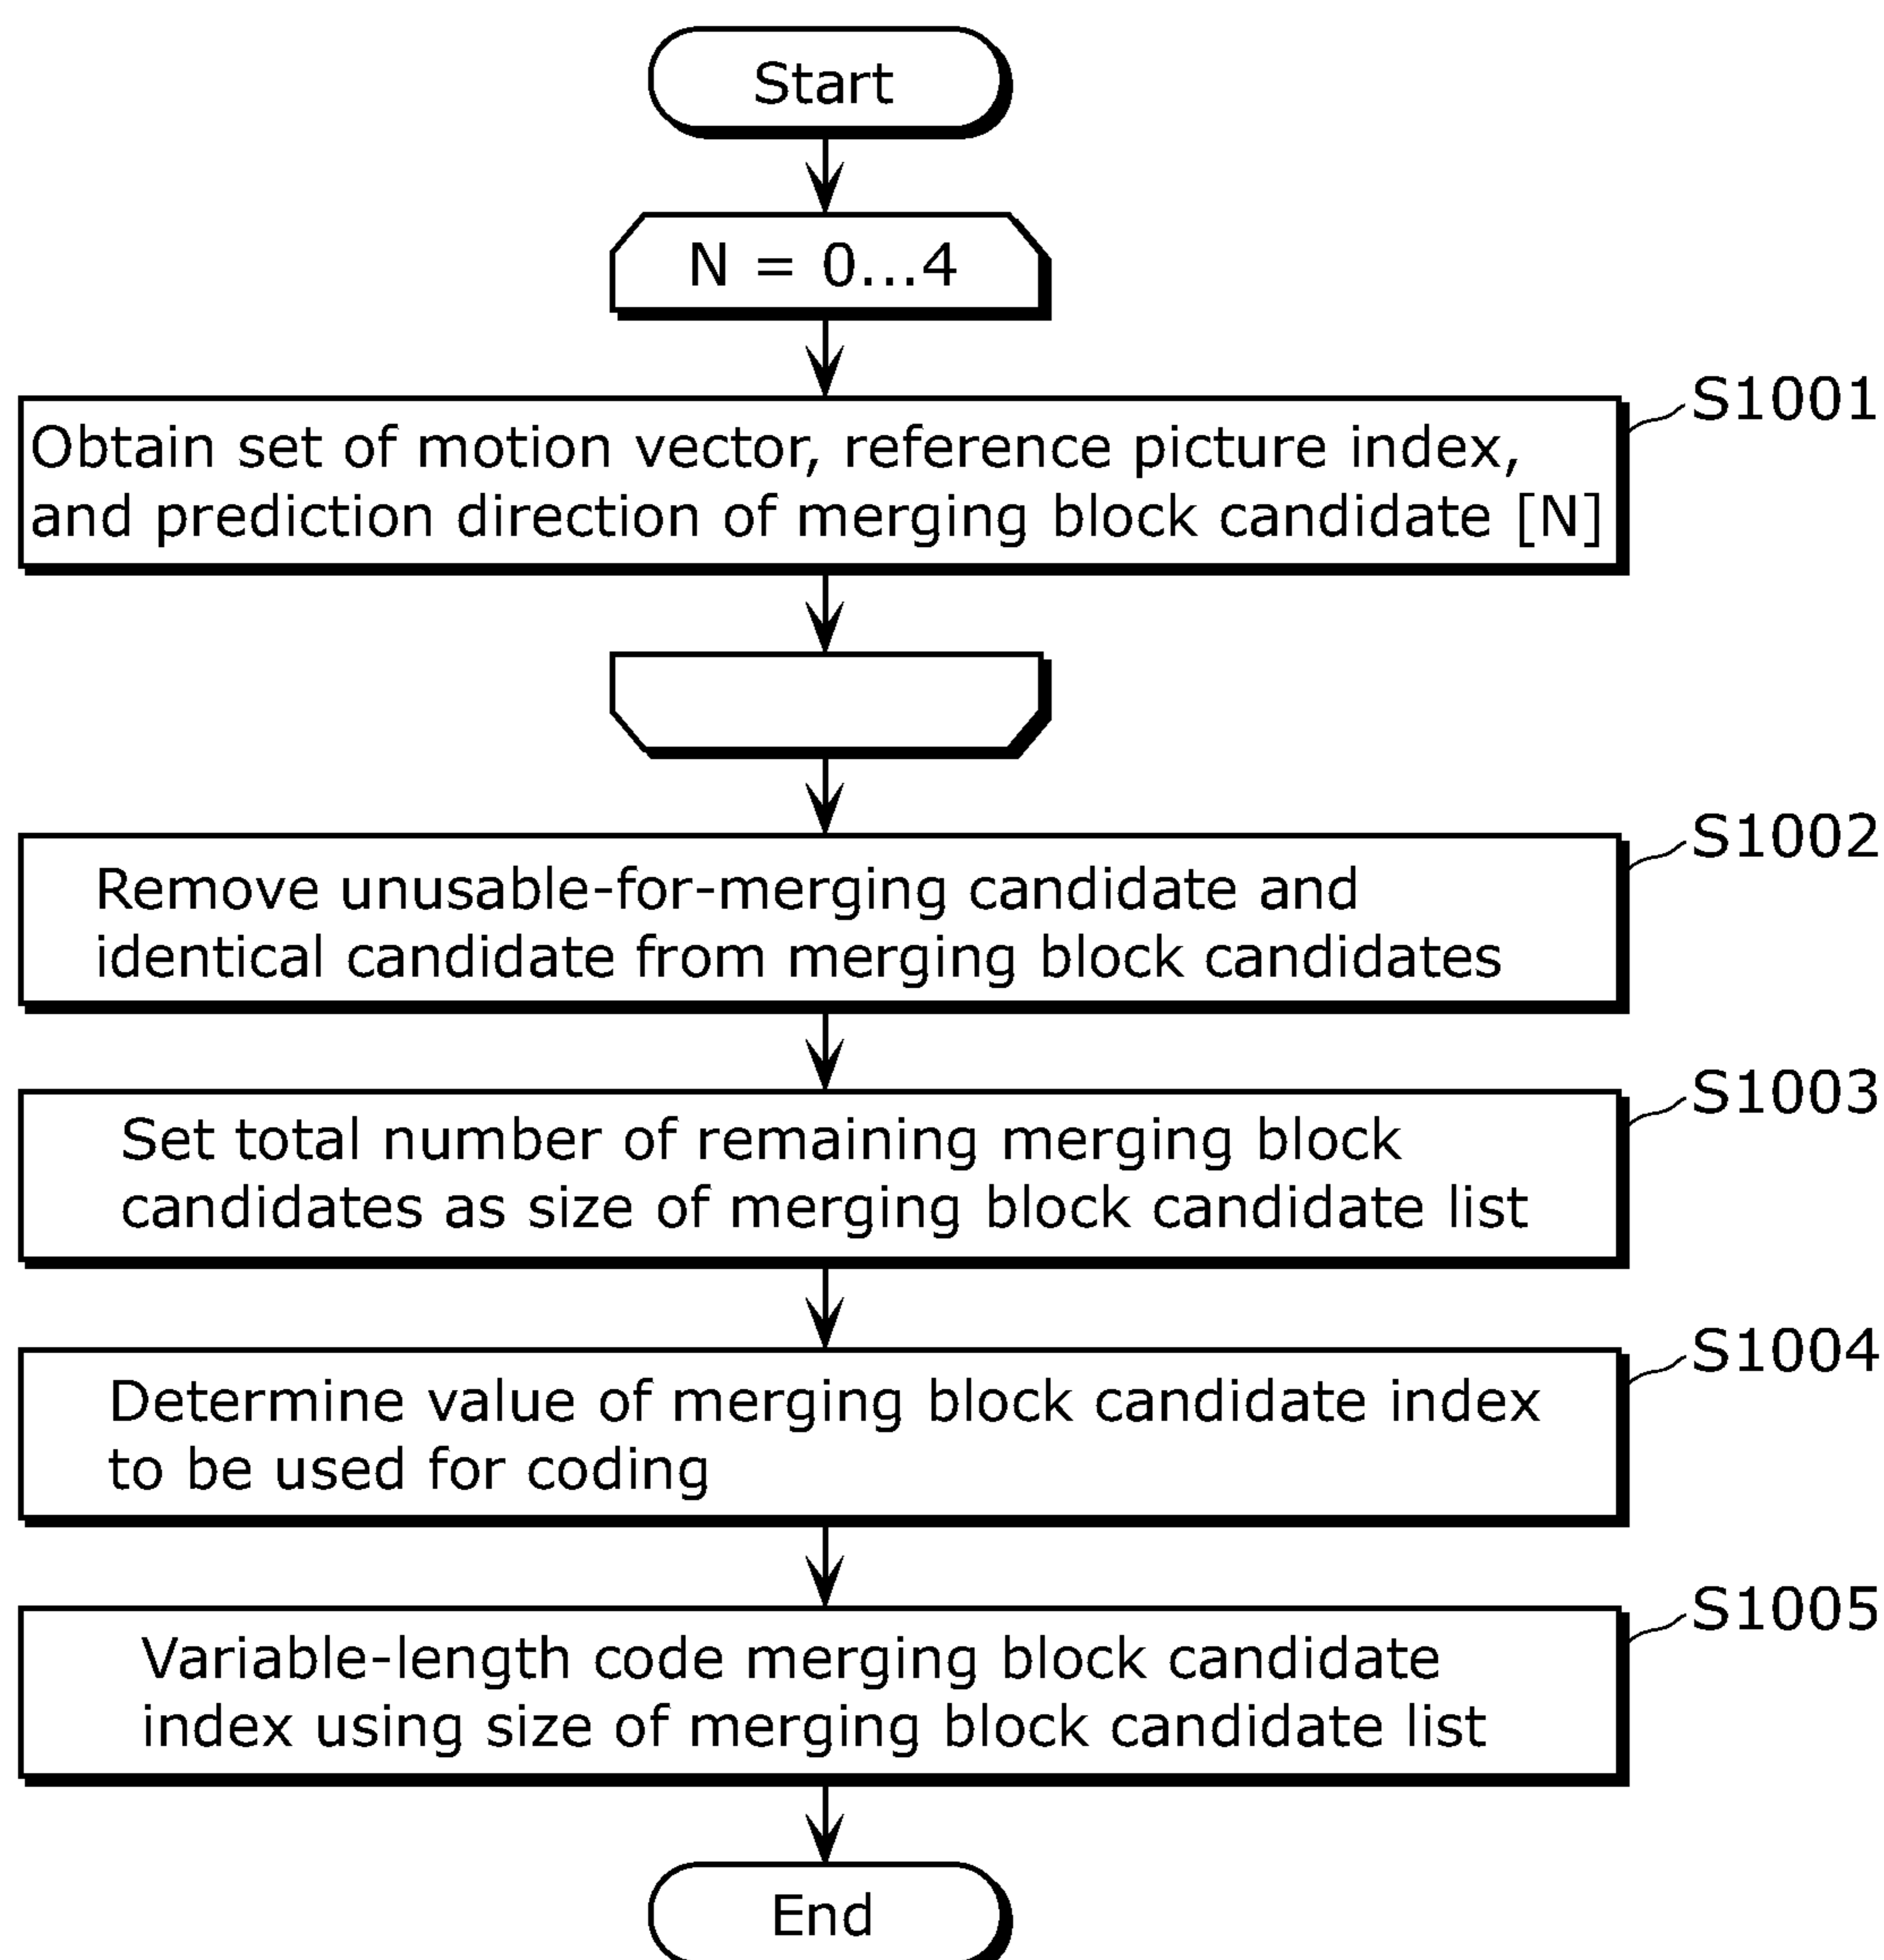 Start
N = 0...4
S1001
Obtain set of motion vector, reference picture index,
and prediction direction of merging block candidate [N]
S1002
Remove unusable-for-merging candidate and
identical candidate from merging block candidates
S1003
Set total number of remaining merging block
candidates as size of merging block candidate list
S1004
Determine value of merging block candidate index
to be used for coding
S1005
Variable-length code merging block candidate
index using size of merging block candidate list
End